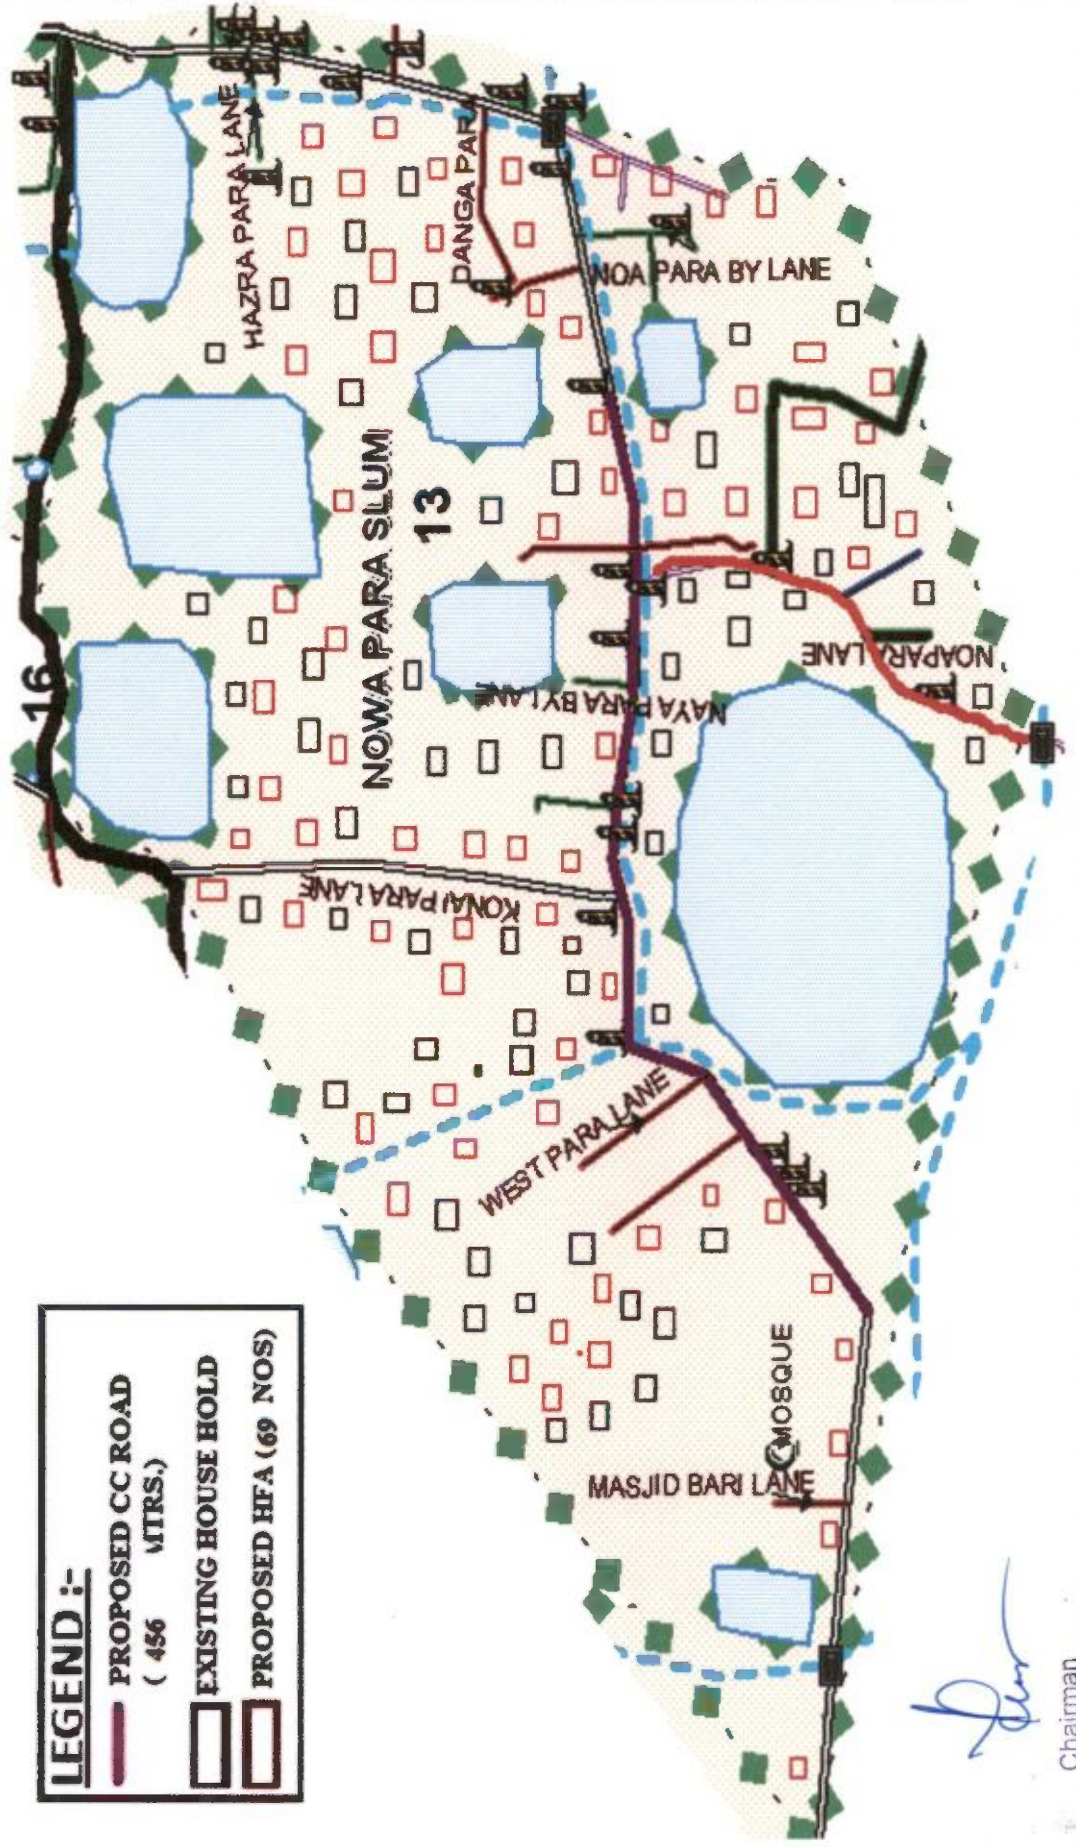 LEGEND :-
PROPOSED CC ROAD
( 456 MTRS.)
EXISTING HOUSE HOLD
PROPOSED HFA (69 NOS)
16
HAZRA PARA LANE
DANGA PAR
NOWA PARA SLUM
13
NOA PARA BY LANE
NAYA PARA BY LANE
NOAPARA LANE
KONAI PARA LANE
WEST PARA LANE
MOSQUE
MASJID BARI LANE
Chairman